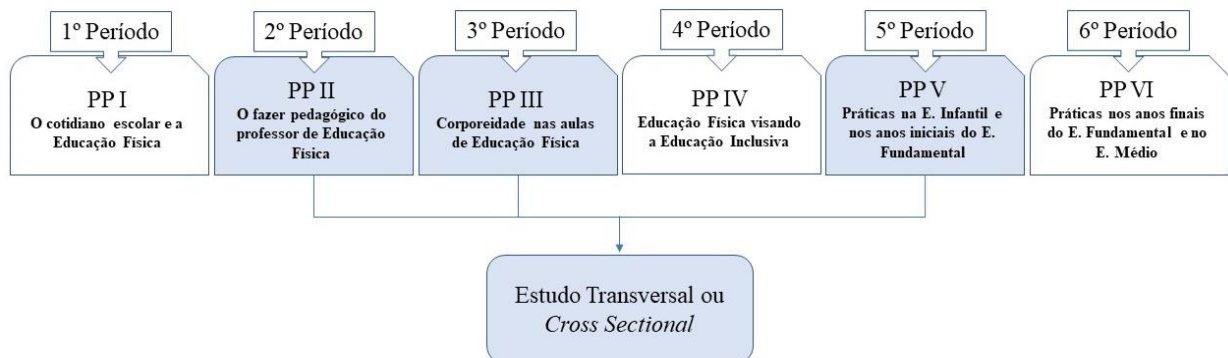 1º Período
2º Período
3º Período
4º Período
5º Período
6º Período
PP I
O cotidiano escolar e a
Educação Física
PP II
O fazer pedagógico do
professor de Educação
Física
PP III
Corporeidade nas aulas
de Educação Física
PP IV
Educação Física visando
a Educação Inclusiva
PP V
Práticas na E. Infantil e
nos anos iniciais do E.
Fundamental
PP VI
Práticas nos anos finais
do E. Fundamental e no
E. Médio
Estudo Transversal ou
Cross Sectional